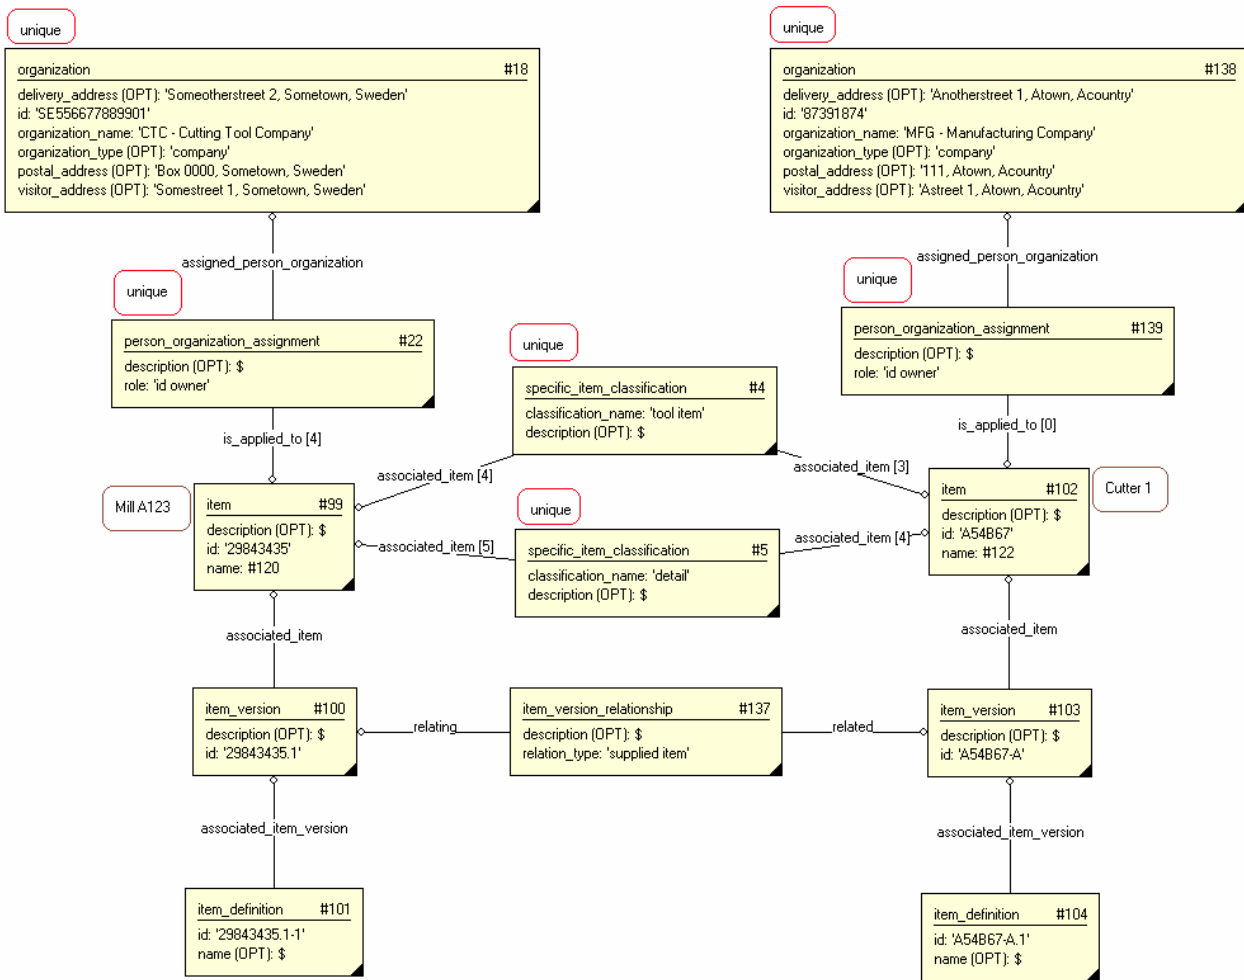 unique
organization #18
delivery_address (OPT): 'Someotherstreet 2, Sometown, Sweden'
id: 'SE556677889901'
organization_name: 'CTC - Cutting Tool Company'
organization_type (OPT): 'company'
postal_address (OPT): 'Box 0000, Sometown, Sweden'
visitor_address (OPT): 'Somestreet 1, Sometown, Sweden'
unique
organization #138
delivery_address (OPT): 'Anotherstreet 1, Atown, Acountry'
id: '87391874'
organization_name: 'MFG - Manufacturing Company'
organization_type (OPT): 'company'
postal_address (OPT): '111, Atown, Acountry'
visitor_address (OPT): 'Astreet 1, Atown, Acountry'
assigned_person_organization
assigned_person_organization
unique
person_organization_assignment #22
description (OPT): $
role: 'id owner'
unique
person_organization_assignment #139
description (OPT): $
role: 'id owner'
unique
specific_item_classification #4
classification_name: 'tool item'
description (OPT): $
is_applied_to [4]
is_applied_to [0]
associated_item [4]
associated_item [3]
Mill A123
item #99
description (OPT): $
id: '29843435'
name: #120
item #102
description (OPT): $
id: 'A54B67'
name: #122
Cutter 1
unique
associated_item [5]
associated_item [4]
specific_item_classification #5
classification_name: 'detail'
description (OPT): $
associated_item
associated_item
item_version #100
description (OPT): $
id: '29843435.1'
relating
item_version_relationship #137
description (OPT): $
relation_type: 'supplied item'
related
item_version #103
description (OPT): $
id: 'A54B67-A'
associated_item_version
associated_item_version
item_definition #101
id: '29843435.1-1'
name (OPT): $
item_definition #104
id: 'A54B67-A.1'
name (OPT): $